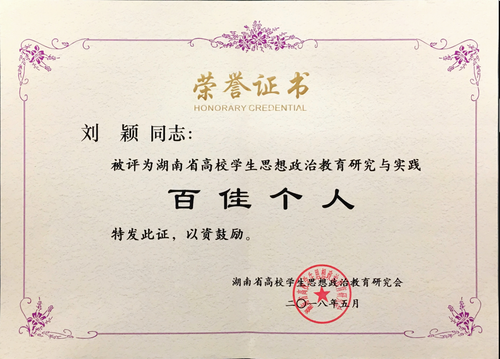 荣誉证书
HONORARY CREDENTIAL
刘 颖 同志：
被评为湖南省高校学生思想政治教育研究与实践
百佳个人
特发此证，以资鼓励。
湖南省高校学生思想政治教育研究会
二〇一八年五月